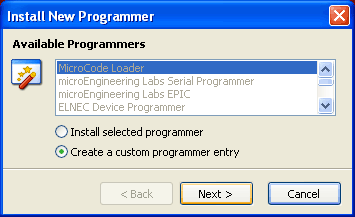 Install New Programmer
Available Programmers
MicroCode Loader
microEngineering Labs Serial Programmer
microEngineering Labs EPIC
ELNEC Device Programmer
Install selected programmer
Create a custom programmer entry
< Back Next > Cancel